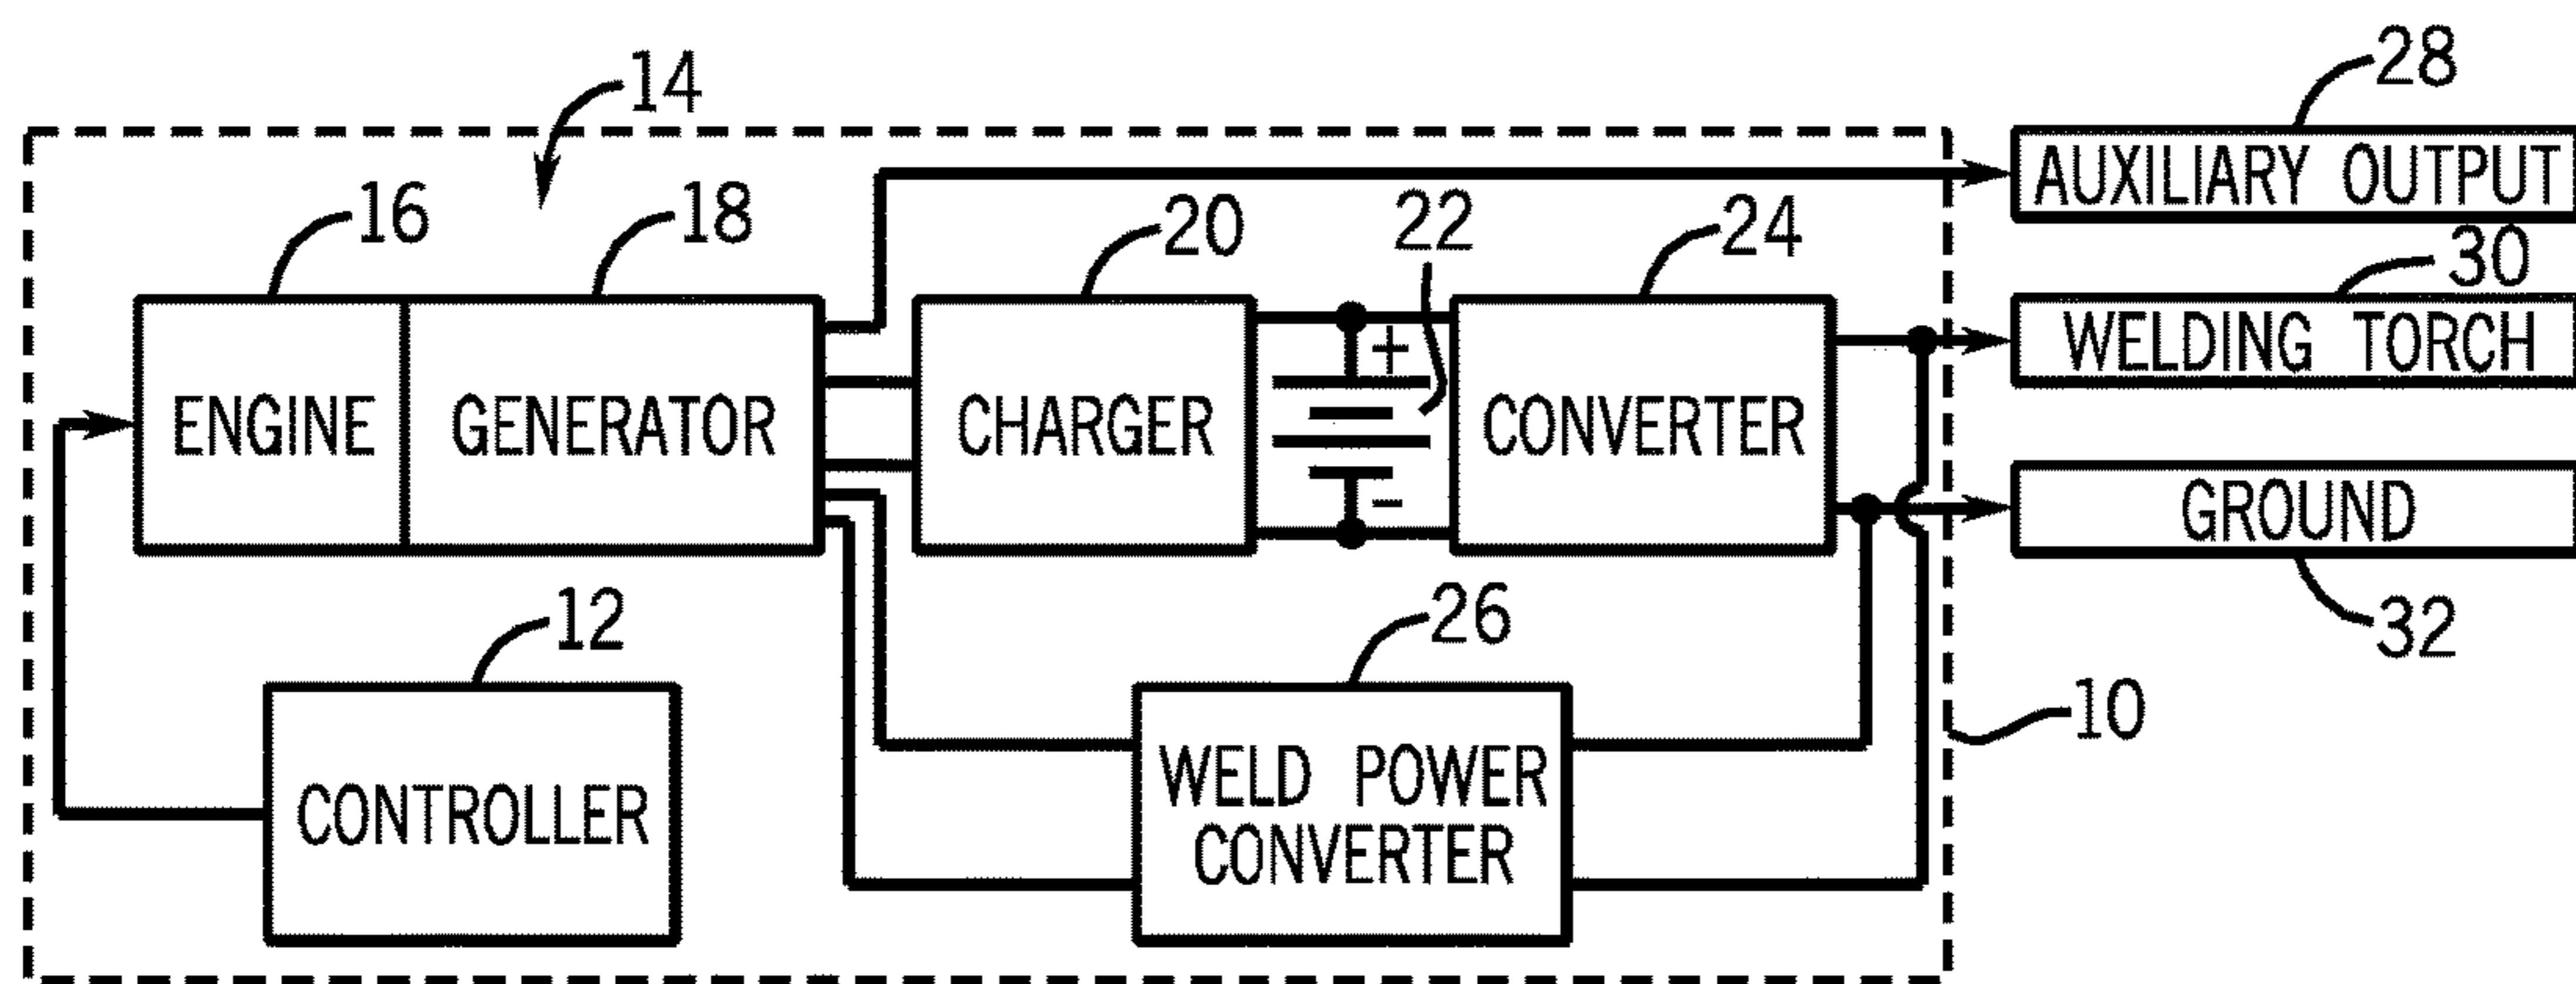 14
28
AUXILIARY OUTPUT
16
18
20
22
24
30
WELDING TORCH
+
ENGINE
GENERATOR
CHARGER
CONVERTER
-
GROUND
12
26
32
10
CONTROLLER
WELD POWER
CONVERTER